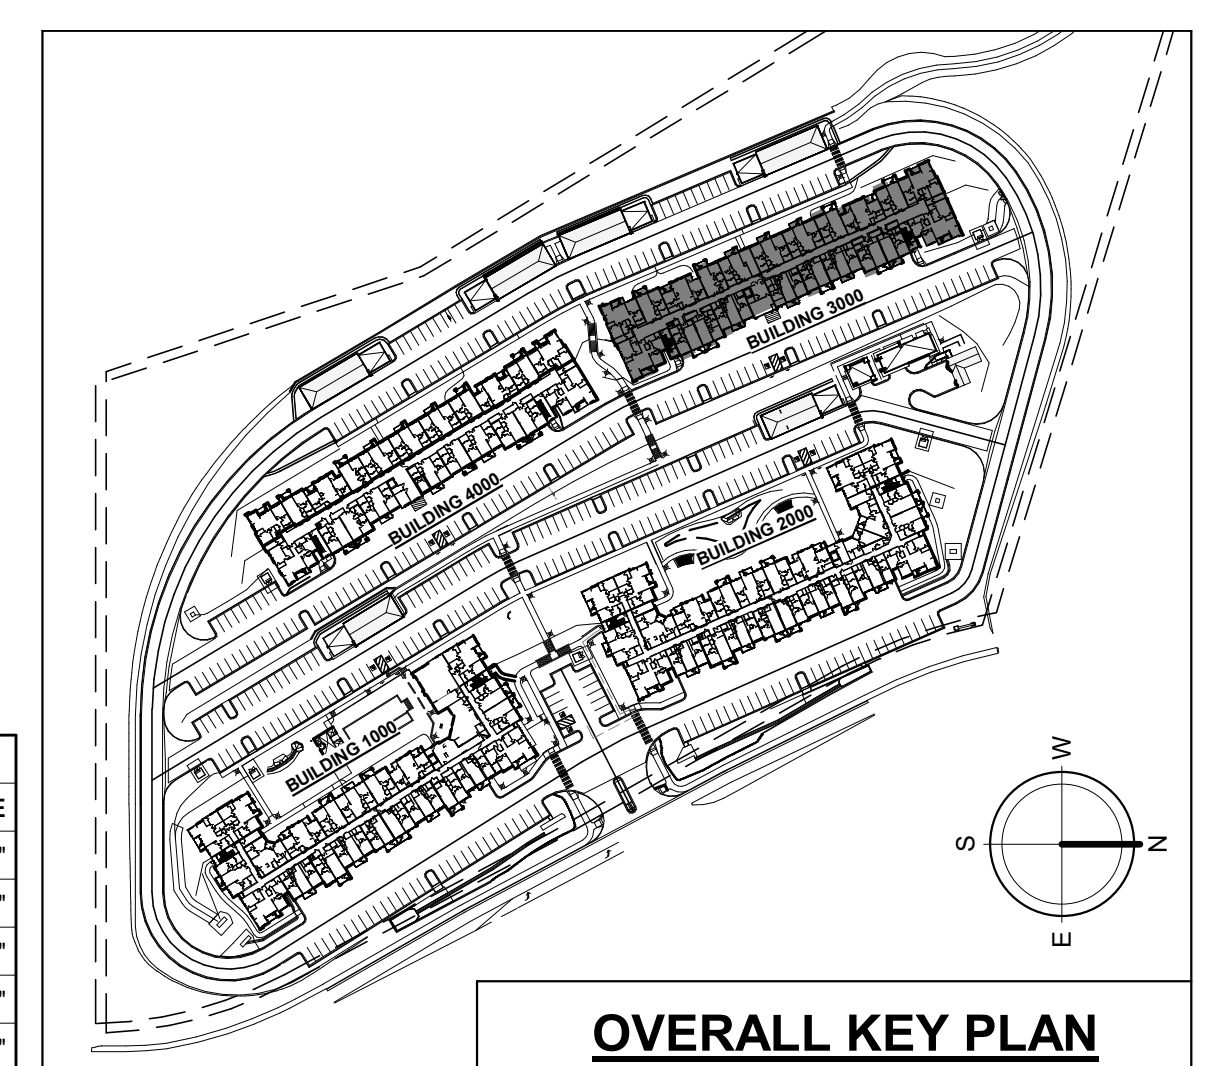 BUILDING 3000
BUILDING 4000
BUILDING 2000
BUILDING 1000
W
S
N
E
E
"
"
"
"
"
OVERALL KEY PLAN